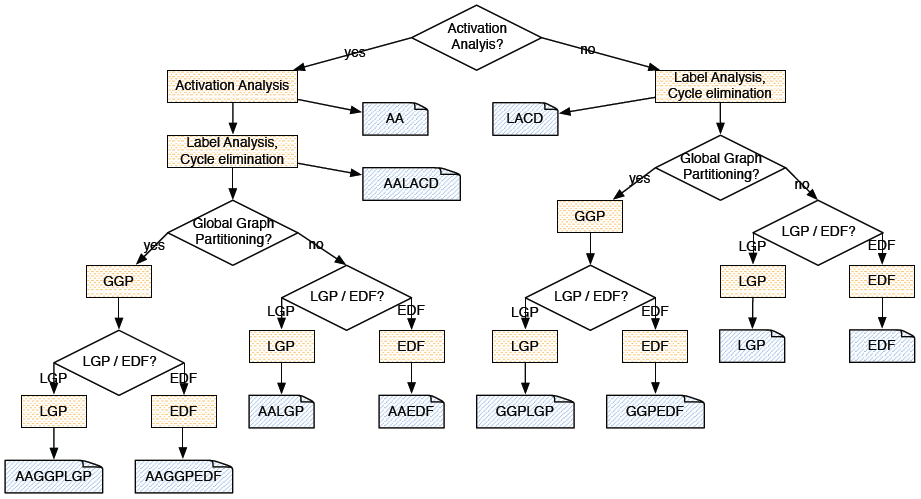 Activation
Analyis?
yes
no
Activation Analysis
Label Analysis,
Cycle elimination
AA
LACD
Label Analysis,
Cycle elimination
Global Graph
Partitioning?
AALACD
yes
no
GGP
Global Graph
Partitioning?
LGP / EDF?
yes
no
LGP
EDF
GGP
LGP / EDF?
LGP / EDF?
LGP
EDF
LGP
EDF
LGP
EDF
LGP
EDF
LGP
EDF
LGP
EDF
LGP / EDF?
LGP
EDF
LGP
EDF
AALGP
AAEDF
GGPLGP
GGPEDF
AAGGPLGP
AAGGPEDF